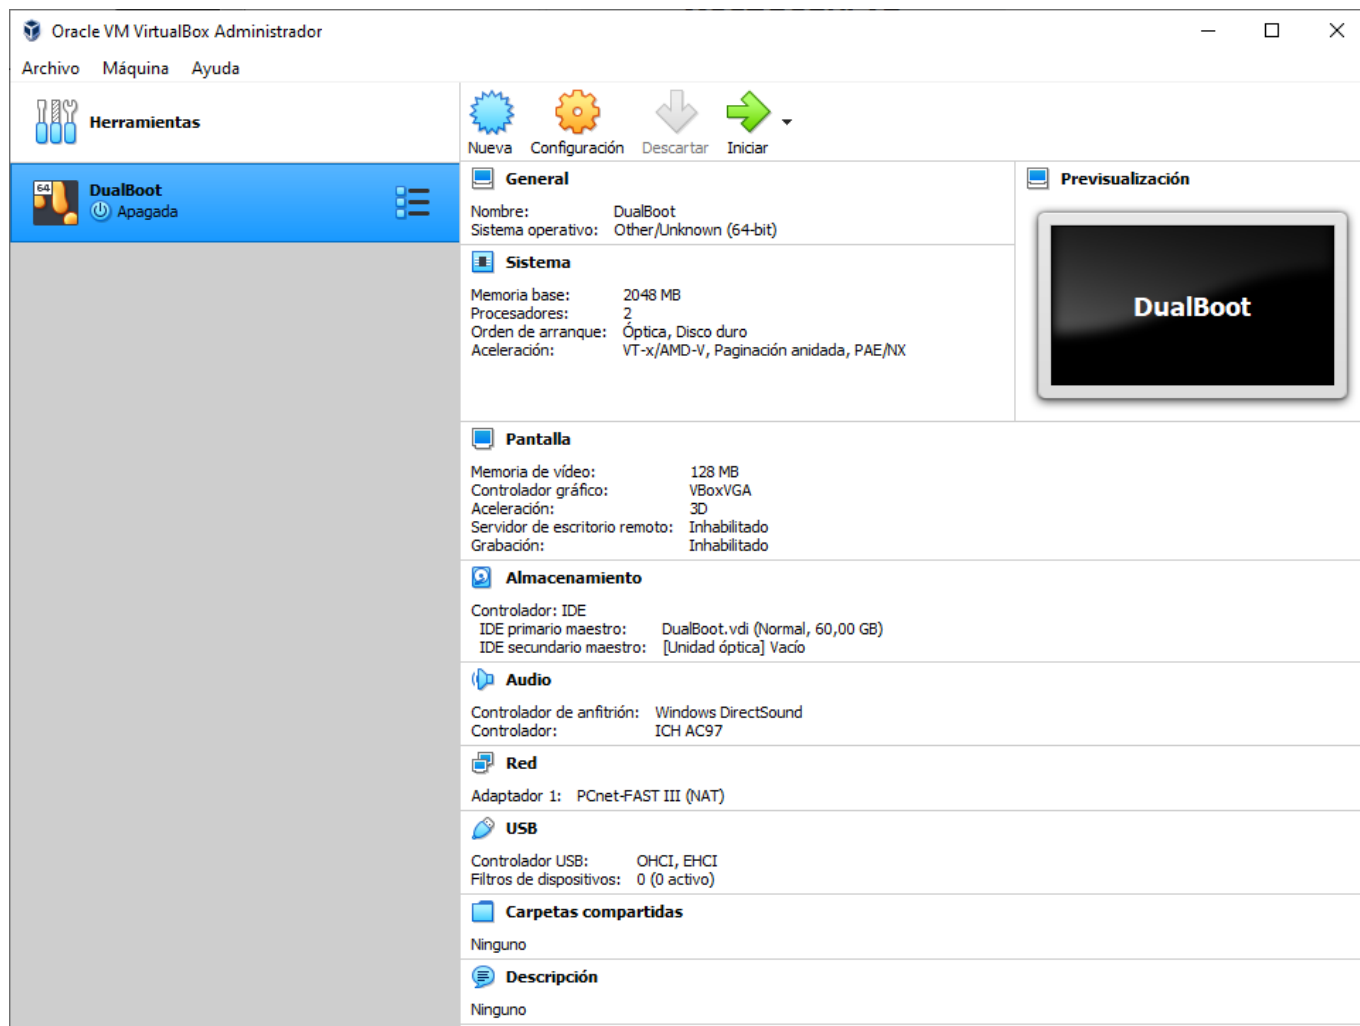 Oracle VM VirtualBox Administrador
Archivo Máquina Ayuda
Herramientas
64
DualBoot
Apagada
Nueva Configuración Descartar Iniciar
General
Nombre: DualBoot
Sistema operativo: Other/Unknown (64-bit)
Previsualización
DualBoot
Sistema
Memoria base: 2048 MB
Procesadores: 2
Orden de arranque: Óptica, Disco duro
Aceleración: VT-x/AMD-V, Paginación anidada, PAE/NX
Pantalla
Memoria de vídeo: 128 MB
Controlador gráfico: VBoxVGA
Aceleración: 3D
Servidor de escritorio remoto: Inhabilitado
Grabación: Inhabilitado
Almacenamiento
Controlador: IDE
IDE primario maestro: DualBoot.vdi (Normal, 60,00 GB)
IDE secundario maestro: [Unidad óptica] Vacío
Audio
Controlador de anfitrión: Windows DirectSound
Controlador: ICH AC97
Red
Adaptador 1: PCnet-FAST III (NAT)
USB
Controlador USB: OHCI, EHCI
Filtros de dispositivos: 0 (0 activo)
Carpetas compartidas
Ninguno
Descripción
Ninguno